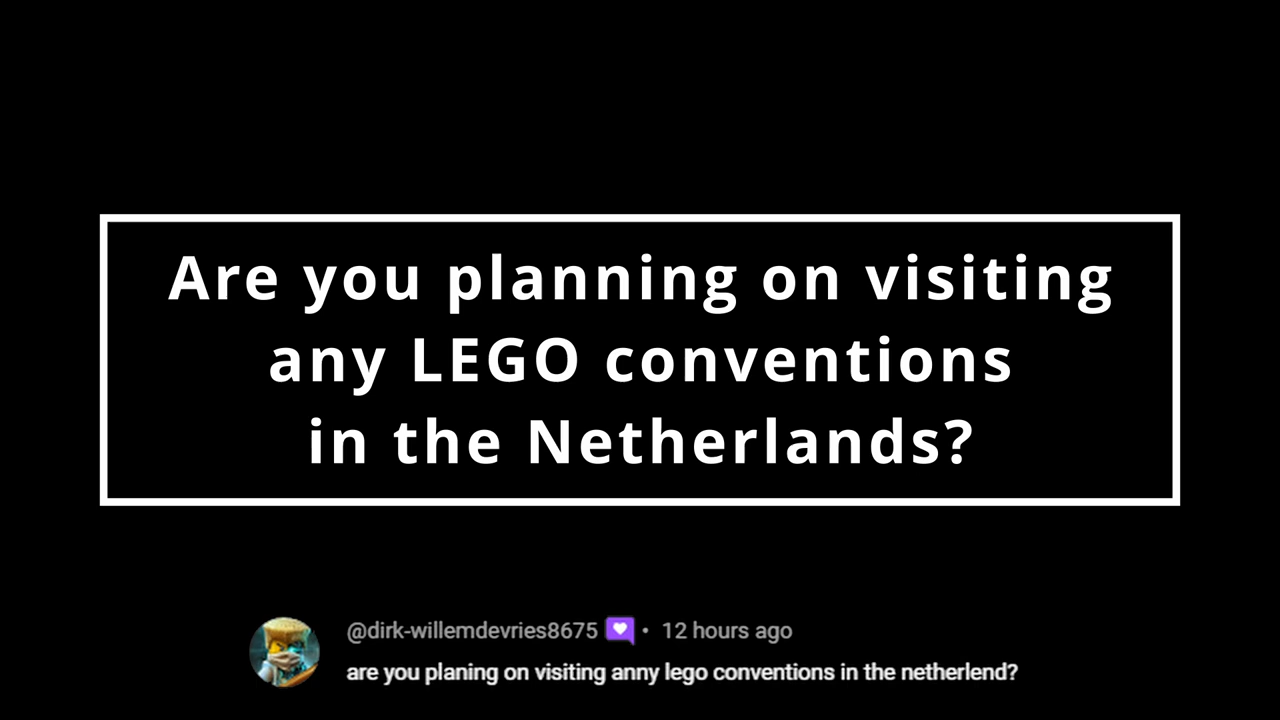 Are you planning on visiting
any LEGO conventions
in the Netherlands?
@dirk-willemdevries8675 • 12 hours ago
are you planing on visiting anny lego conventions in the netherlend?